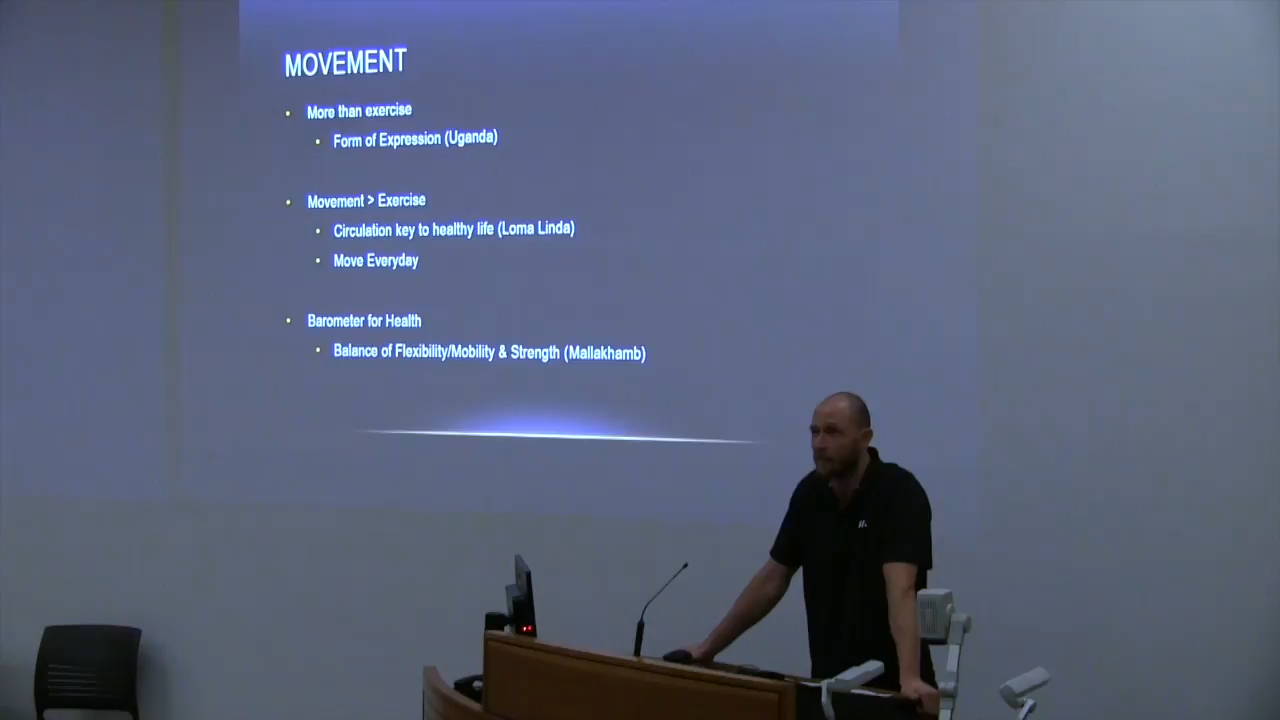 MOVEMENT
• More than exercise
• Form of Expression (Uganda)
• Movement > Exercise
• Circulation key to healthy life (Loma Linda)
• Move Everyday
• Barometer for Health
• Balance of Flexibility/Mobility & Strength (Mallakhamb)